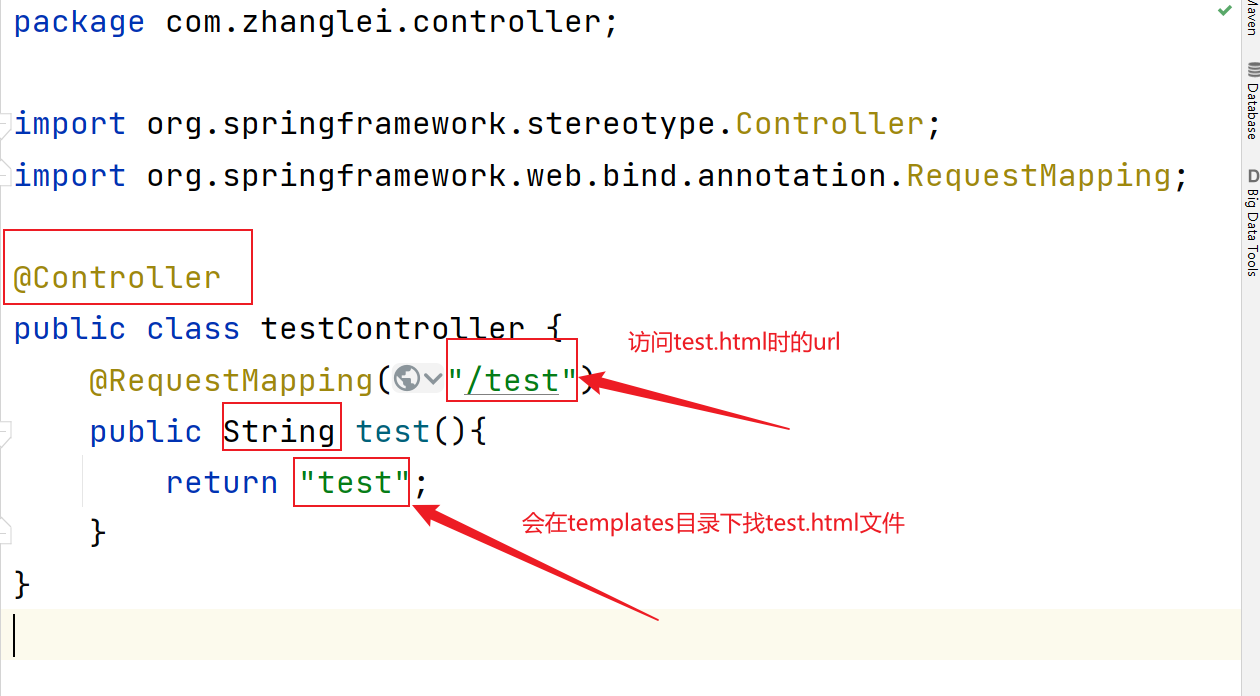 package com.zhanglei.controller;
import org.springframework.stereotype.Controller;
import org.springframework.web.bind.annotation.RequestMapping;
@Controller
public class testController {
访问test.html时的url
@RequestMapping("/test")
public String test(){
return "test";
会在templates目录下找test.html文件
}
}
Maven
Database
D Big Data Tools